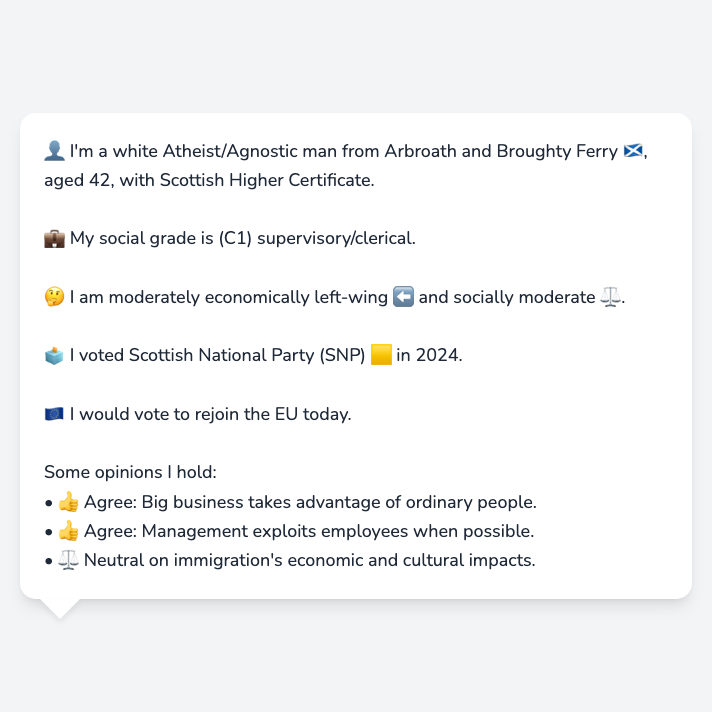 👤 I'm a white Atheist/Agnostic man from Arbroath and Broughty Ferry 🏴󠁧󠁢󠁳󠁣󠁴󠁿,
aged 42, with Scottish Higher Certificate.
💼 My social grade is (C1) supervisory/clerical.
🤔 I am moderately economically left-wing ⬅️ and socially moderate ⚖️.
🗳️ I voted Scottish National Party (SNP) 🟨 in 2024.
🇪🇺 I would vote to rejoin the EU today.
Some opinions I hold:
• 👍 Agree: Big business takes advantage of ordinary people.
• 👍 Agree: Management exploits employees when possible.
• ⚖️ Neutral on immigration's economic and cultural impacts.